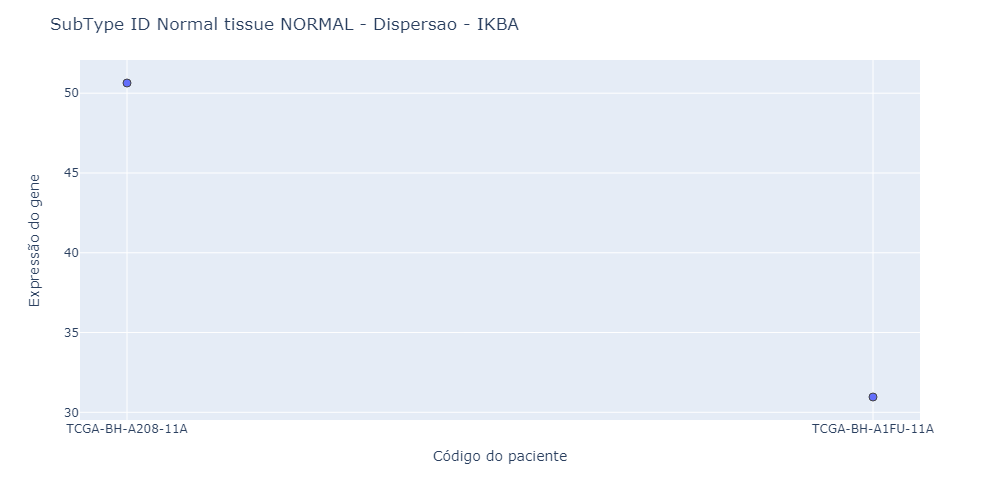 SubType ID Normal tissue NORMAL - Dispersao - IKBA
Expressão do gene
50
45
40
35
30
TCGA-BH-A208-11A
TCGA-BH-A1FU-11A
Código do paciente